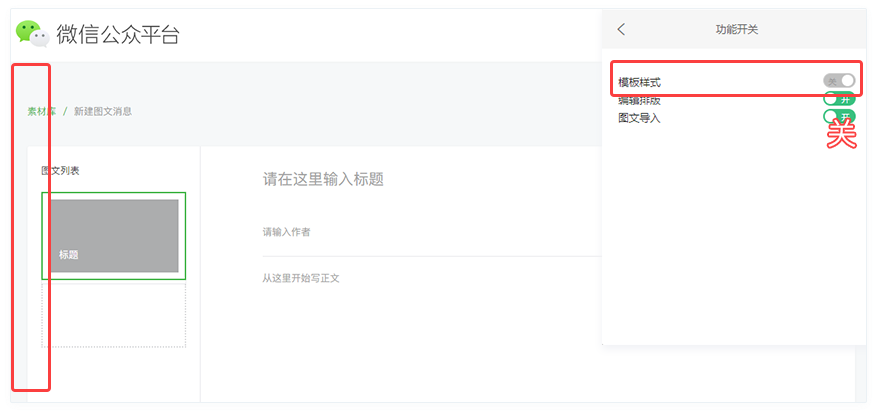 微信公众平台
功能开关
模板样式
关
编辑排版
开
图文导入
开
关
素材库 / 新建图文消息
图文列表
标题
请在这里输入标题
请输入作者
从这里开始写正文